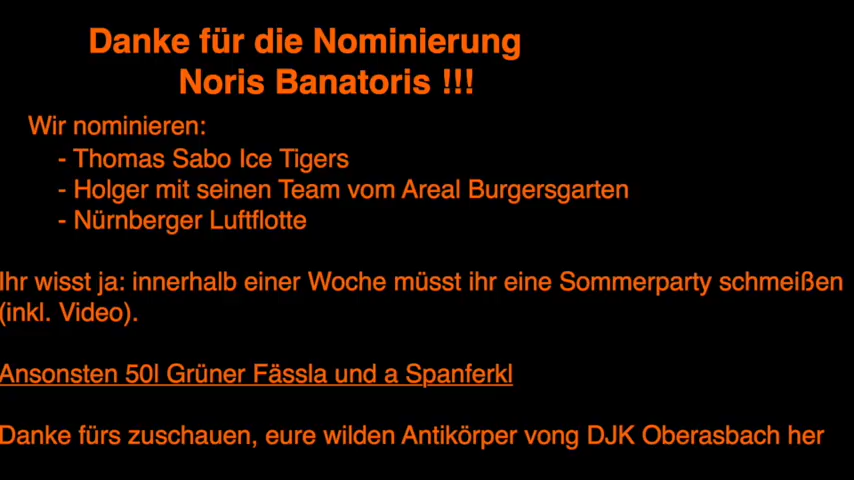 Danke für die Nominierung
Noris Banatoris !!!
Wir nominieren:
- Thomas Sabo Ice Tigers
- Holger mit seinen Team vom Areal Burgersgarten
- Nürnberger Luftflotte
Ihr wisst ja: innerhalb einer Woche müsst ihr eine Sommerparty schmeißen
(inkl. Video).
Ansonsten 50l Grüner Fässla und a Spanferkl
Danke fürs zuschauen, eure wilden Antikörper vong DJK Oberasbach her